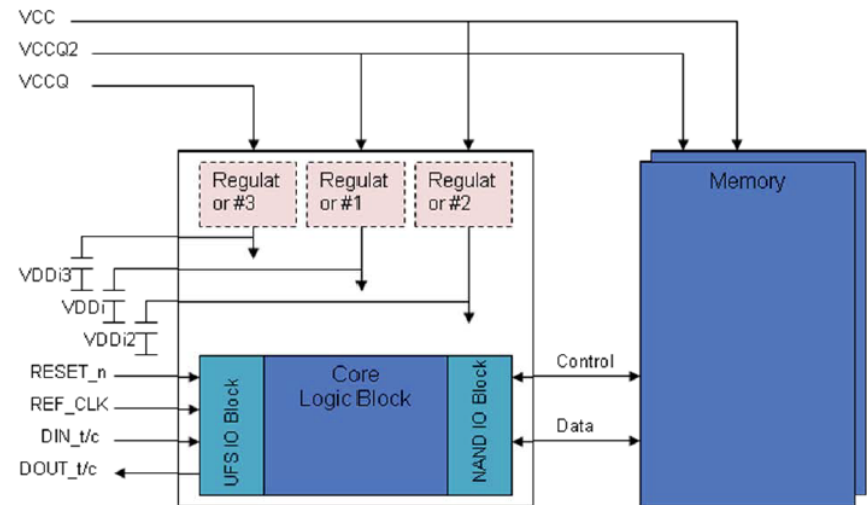 VCC
VCCQ2
VCCQ
Regulat
or #3
Regulat
or #1
Regulat
or #2
Memory
VDDi3
VDDi
VDDi2
RESET_n
REF_CLK
DIN_t/c
DOUT_t/c
UFS IO Block
Core
Logic Block
NAND IO Block
Control
Data